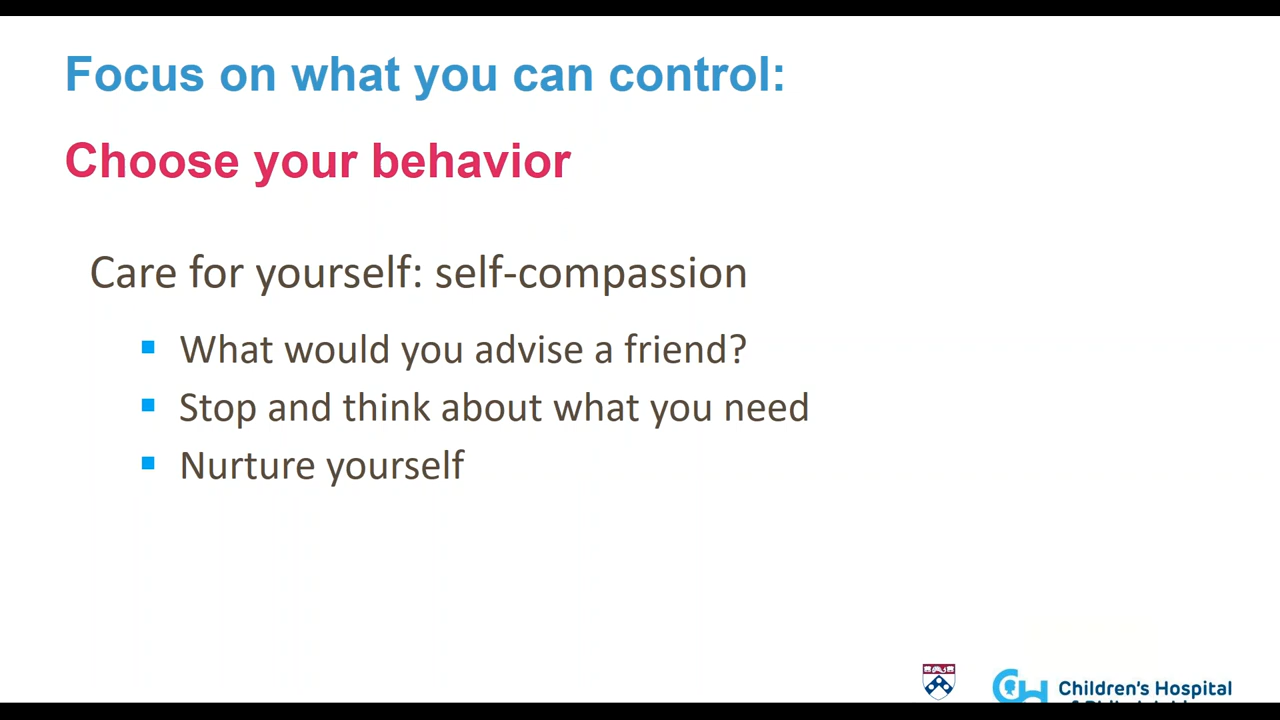 Focus on what you can control:
Choose your behavior
Care for yourself: self-compassion
What would you advise a friend?
Stop and think about what you need
Nurture yourself
Children's Hospital